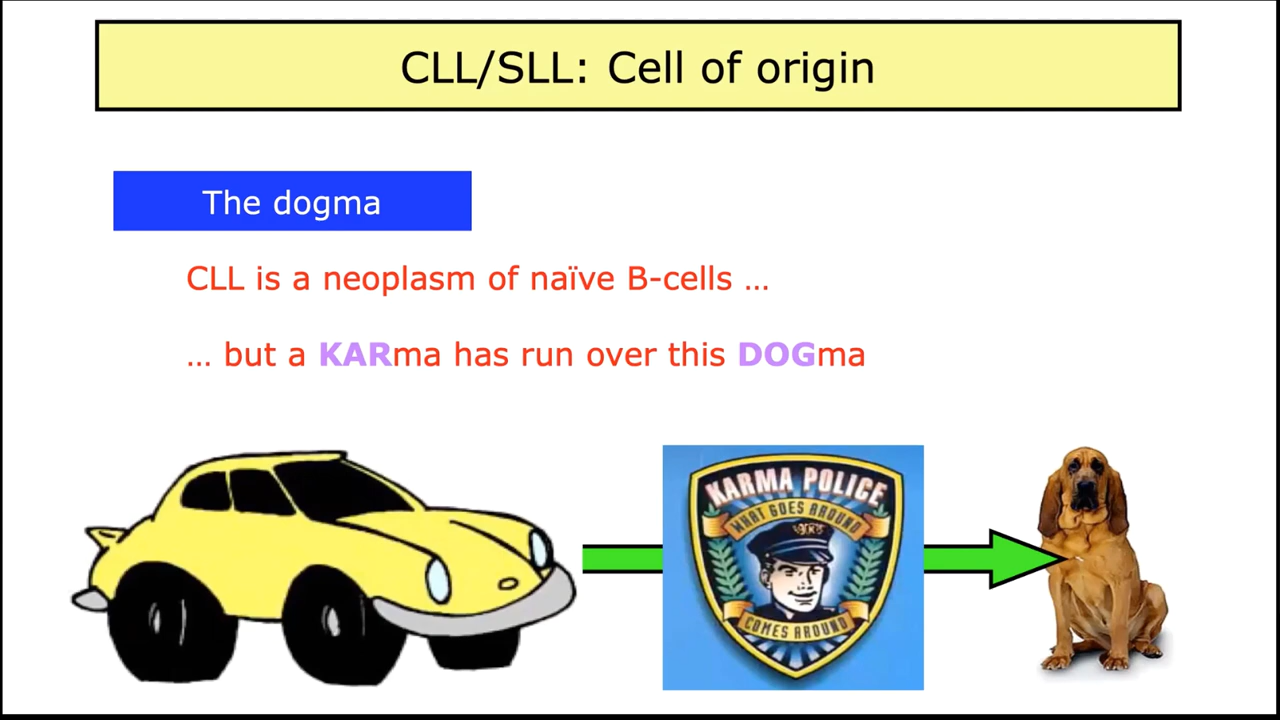 CLL/SLL: Cell of origin
The dogma
CLL is a neoplasm of naïve B-cells …
… but a KARma has run over this DOGma
KARMA POLICE
WHAT GOES AROUND
COMES AROUND